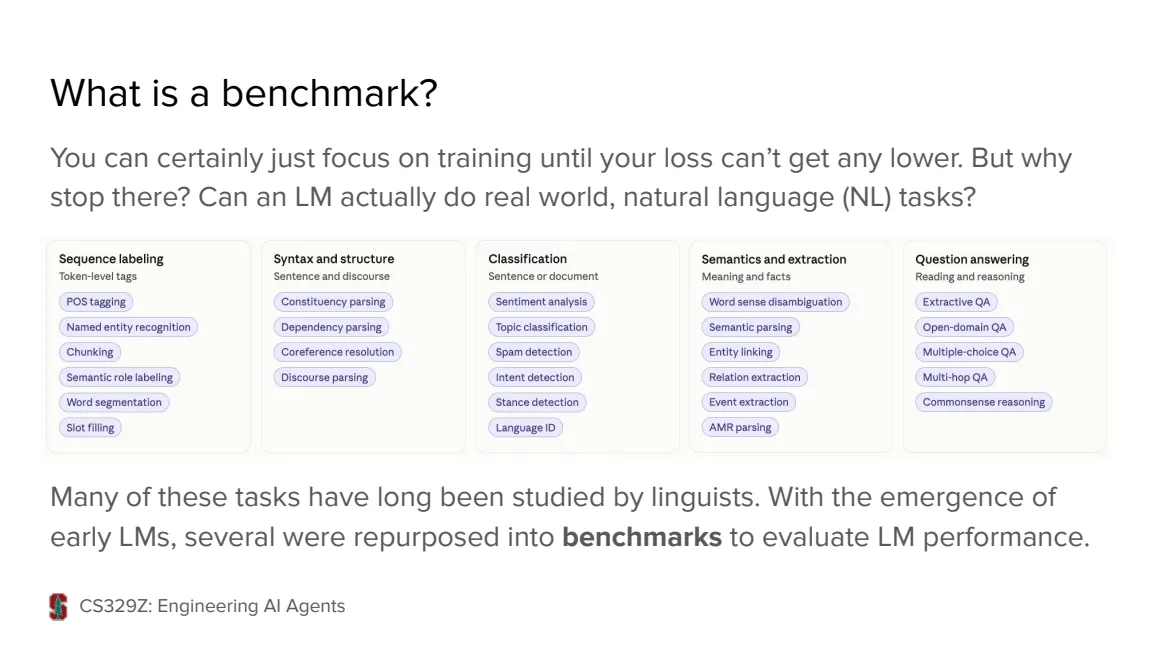 What is a benchmark?
You can certainly just focus on training until your loss can’t get any lower. But why
stop there? Can an LM actually do real world, natural language (NL) tasks?
Sequence labeling
Token-level tags
POS tagging
Named entity recognition
Chunking
Semantic role labeling
Word segmentation
Slot filling
Syntax and structure
Sentence and discourse
Constituency parsing
Dependency parsing
Coreference resolution
Discourse parsing
Classification
Sentence or document
Sentiment analysis
Topic classification
Spam detection
Intent detection
Stance detection
Language ID
Semantics and extraction
Meaning and facts
Word sense disambiguation
Semantic parsing
Entity linking
Relation extraction
Event extraction
AMR parsing
Question answering
Reading and reasoning
Extractive QA
Open-domain QA
Multiple-choice QA
Multi-hop QA
Commonsense reasoning
Many of these tasks have long been studied by linguists. With the emergence of
early LMs, several were repurposed into benchmarks to evaluate LM performance.
CS329Z: Engineering AI Agents